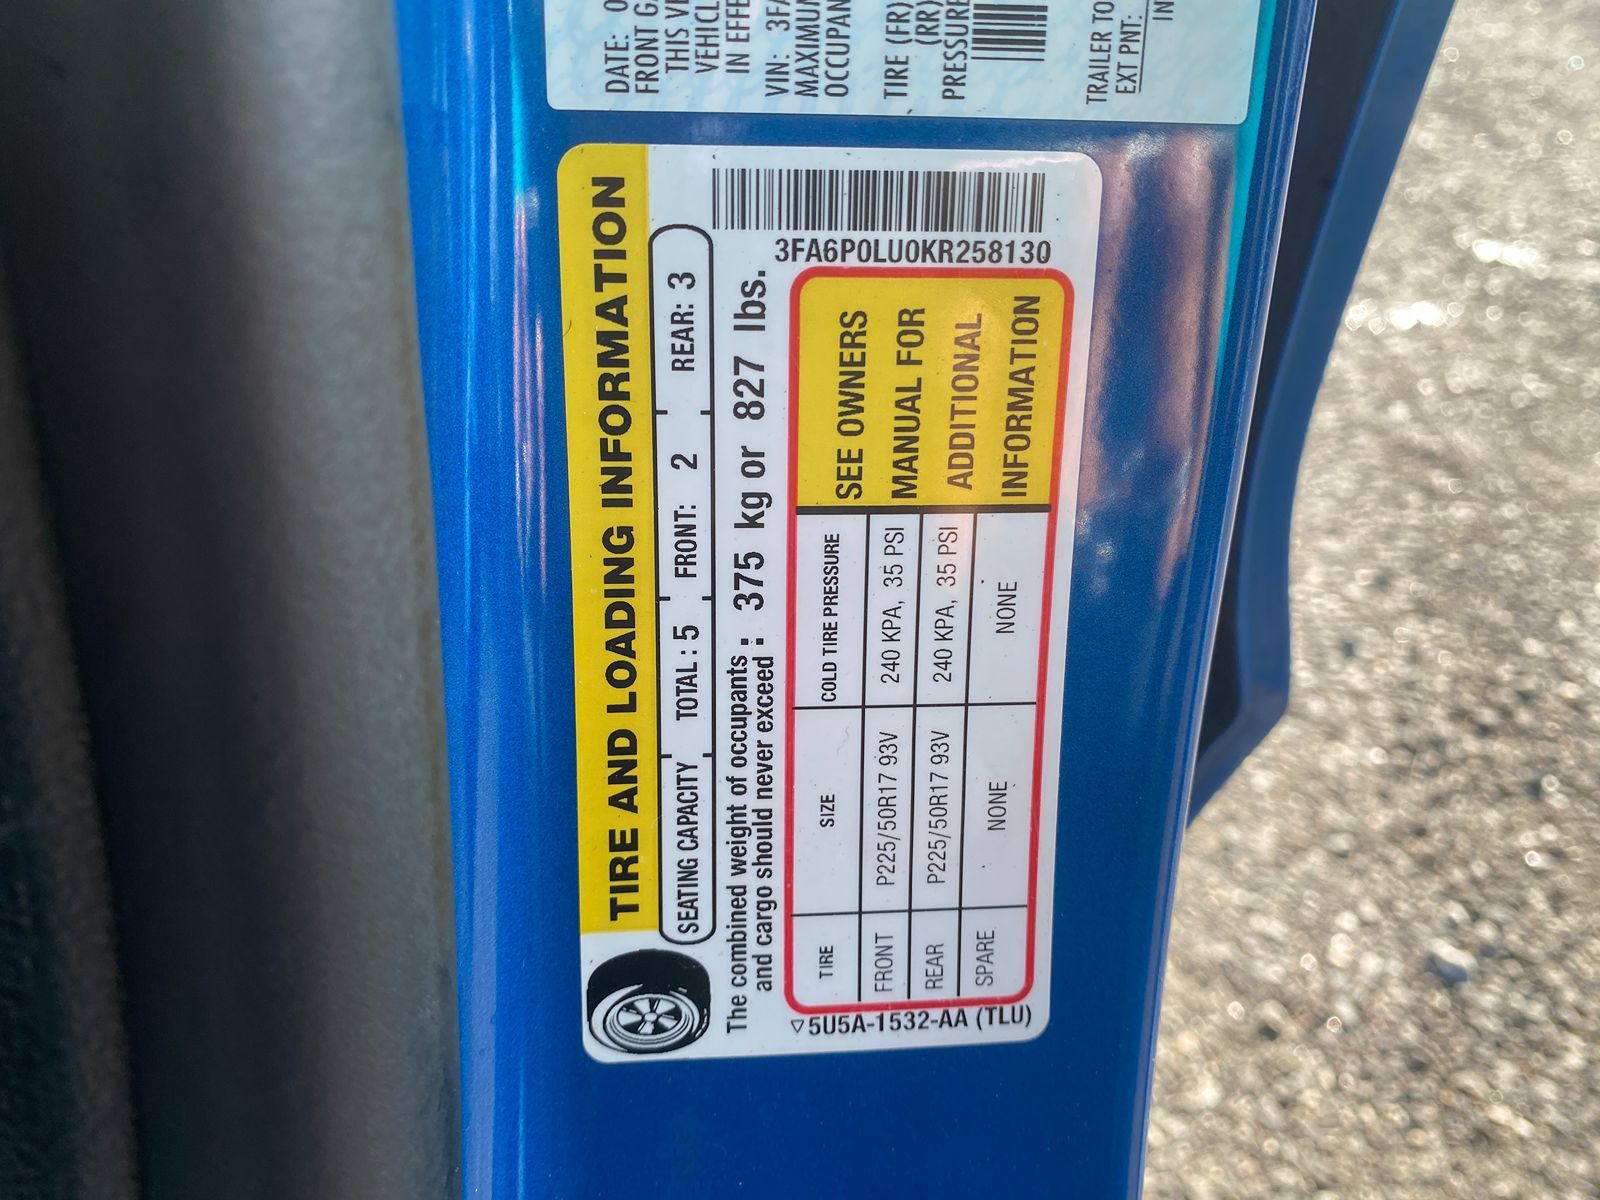 DATE: 0
FRONT G
THIS V
VEHICL
IN EFFE
VIN: 3FA
MAXIMUM
OCCUPAN
TIRE (FR)
(RR)
PRESSURE
TRAILER TO
EXT PNT:
IN
TIRE AND LOADING INFORMATION
SEATING CAPACITY TOTAL : 5 FRONT: 2 REAR: 3
The combined weight of occupants
and cargo should never exceed : 375 kg or 827 lbs.
3FA6P0LU0KR258130
TIRE SIZE COLD TIRE PRESSURE
FRONT P225/50R17 93V 240 KPA, 35 PSI
REAR P225/50R17 93V 240 KPA, 35 PSI
SPARE NONE NONE
SEE OWNERS
MANUAL FOR
ADDITIONAL
INFORMATION
5U5A-1532-AA (TLU)